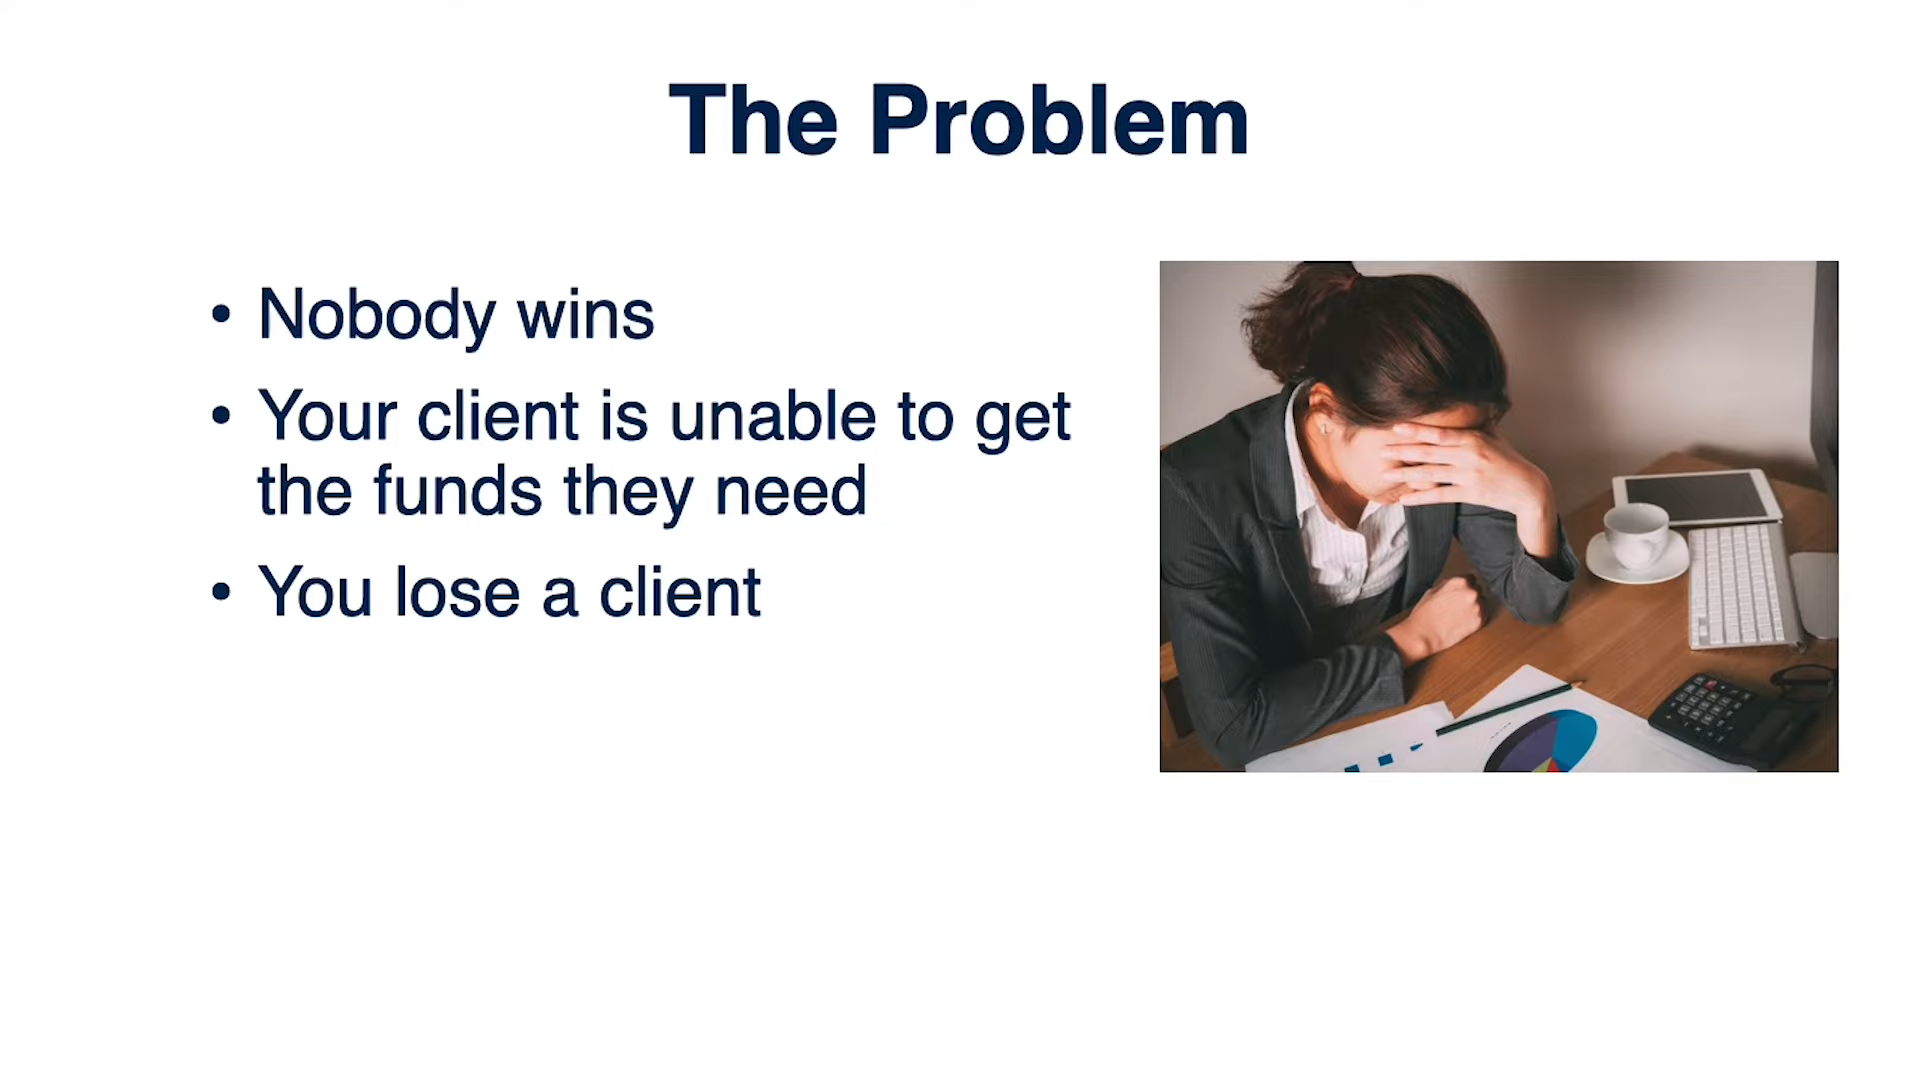 The Problem
• Nobody wins
• Your client is unable to get
the funds they need
• You lose a client